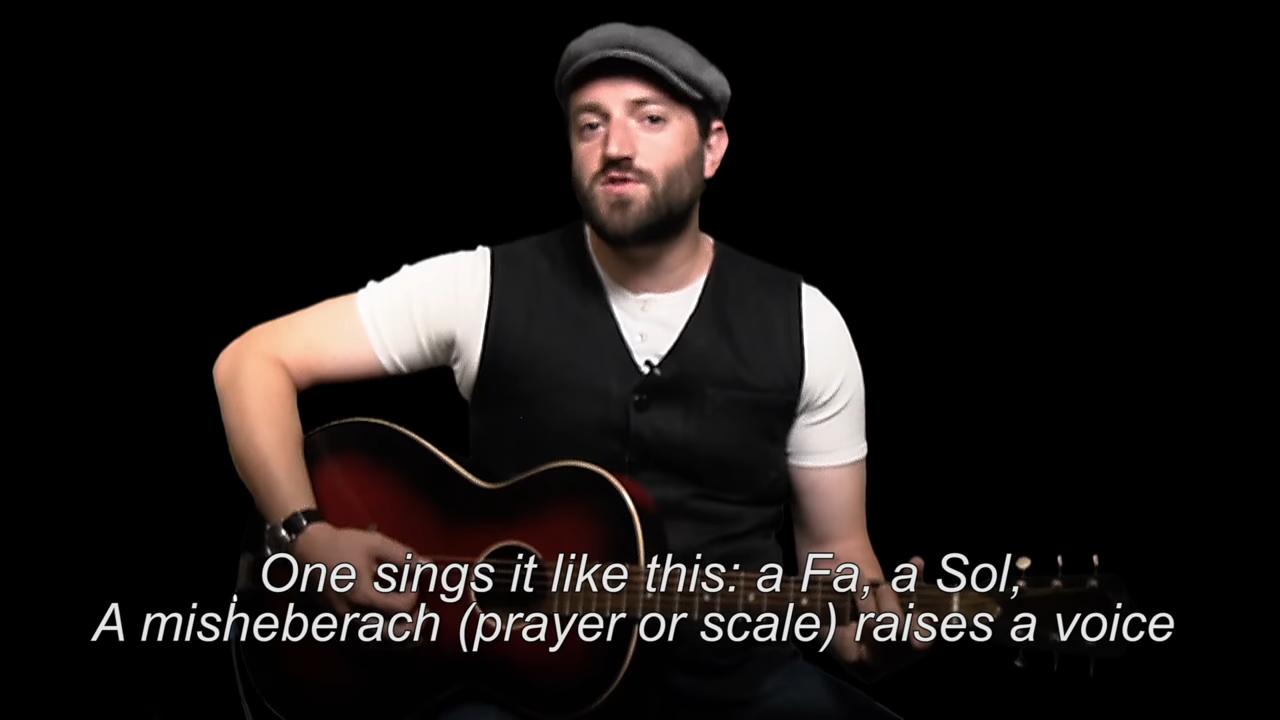 One sings it like this: a Fa, a Sol,
A misheberach (prayer or scale) raises a voice